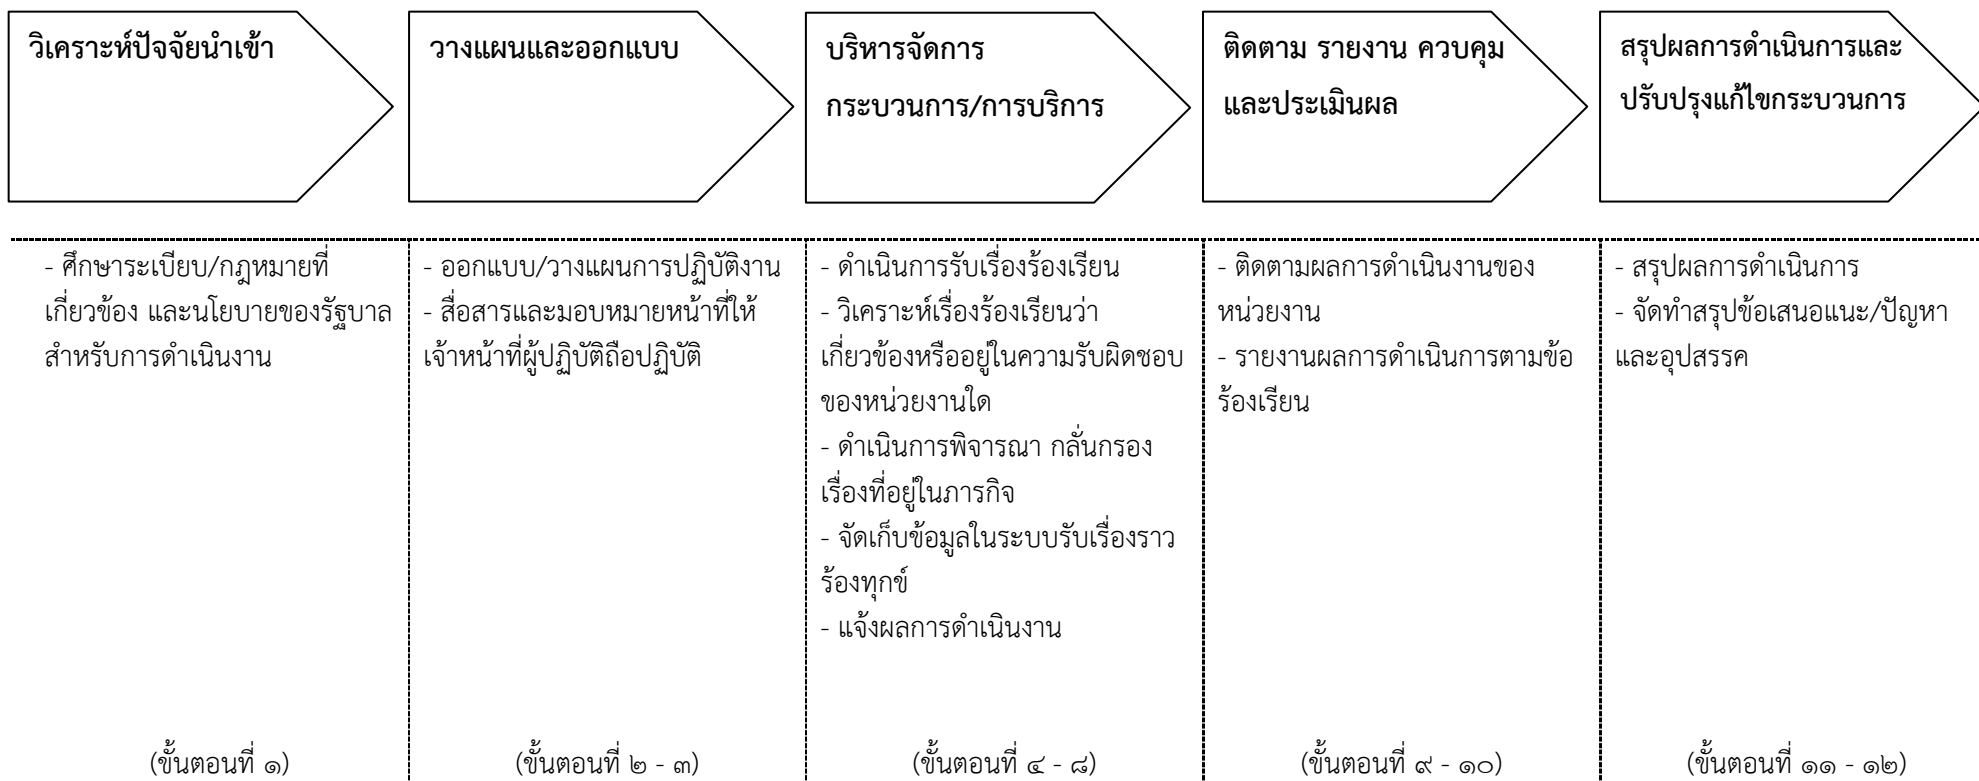 วิเคราะห์ปัจจัยนำเข้า
วางแผนและออกแบบ
บริหารจัดการ
กระบวนการ/การบริการ
ติดตาม รายงาน ควบคุม
และประเมินผล
สรุปผลการดำเนินการและ
ปรับปรุงแก้ไขกระบวนการ
- ศึกษาระเบียบ/กฎหมายที่
เกี่ยวข้อง และนโยบายของรัฐบาล
สำหรับการดำเนินงาน
(ขั้นตอนที่ ๑)
- ออกแบบ/วางแผนการปฏิบัติงาน
- สื่อสารและมอบหมายหน้าที่ให้
เจ้าหน้าที่ผู้ปฏิบัติถือปฏิบัติ
(ขั้นตอนที่ ๒ - ๓)
- ดำเนินการรับเรื่องร้องเรียน
- วิเคราะห์เรื่องร้องเรียนว่า
เกี่ยวข้องหรืออยู่ในความรับผิดชอบ
ของหน่วยงานใด
- ดำเนินการพิจารณา กลั่นกรอง
เรื่องที่อยู่ในภารกิจ
- จัดเก็บข้อมูลในระบบรับเรื่องราว
ร้องทุกข์
- แจ้งผลการดำเนินงาน
(ขั้นตอนที่ ๔ - ๘)
- ติดตามผลการดำเนินงานของ
หน่วยงาน
- รายงานผลการดำเนินการตามข้อ
ร้องเรียน
(ขั้นตอนที่ ๙ - ๑๐)
- สรุปผลการดำเนินการ
- จัดทำสรุปข้อเสนอแนะ/ปัญหา
และอุปสรรค
(ขั้นตอนที่ ๑๑ - ๑๒)